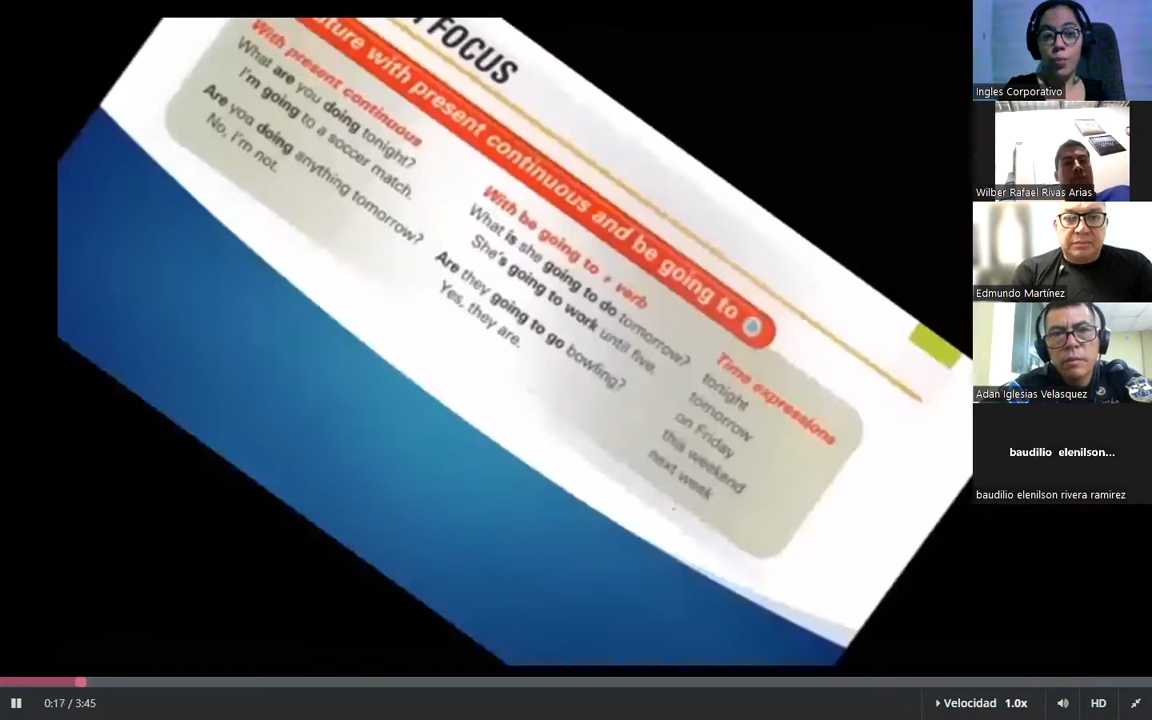 FOCUS
future with present continuous and be going to
With present continuous
What are you doing tonight?
I'm going to a soccer match.
Are you doing anything tomorrow?
No, I'm not.
With be going to + verb
What is she going to do tomorrow?
She's going to work until five.
Are they going to go bowling?
Yes, they are.
Time expressions
tonight
tomorrow
on Friday
this weekend
next week
Ingles Corporativo
Wilber Rafael Rivas Arias
Edmundo Martínez
Adan Iglesias Velasquez
baudilio elenilson...
baudilio elenilson rivera ramirez
0:17 / 3:45
Velocidad 1.0x
HD